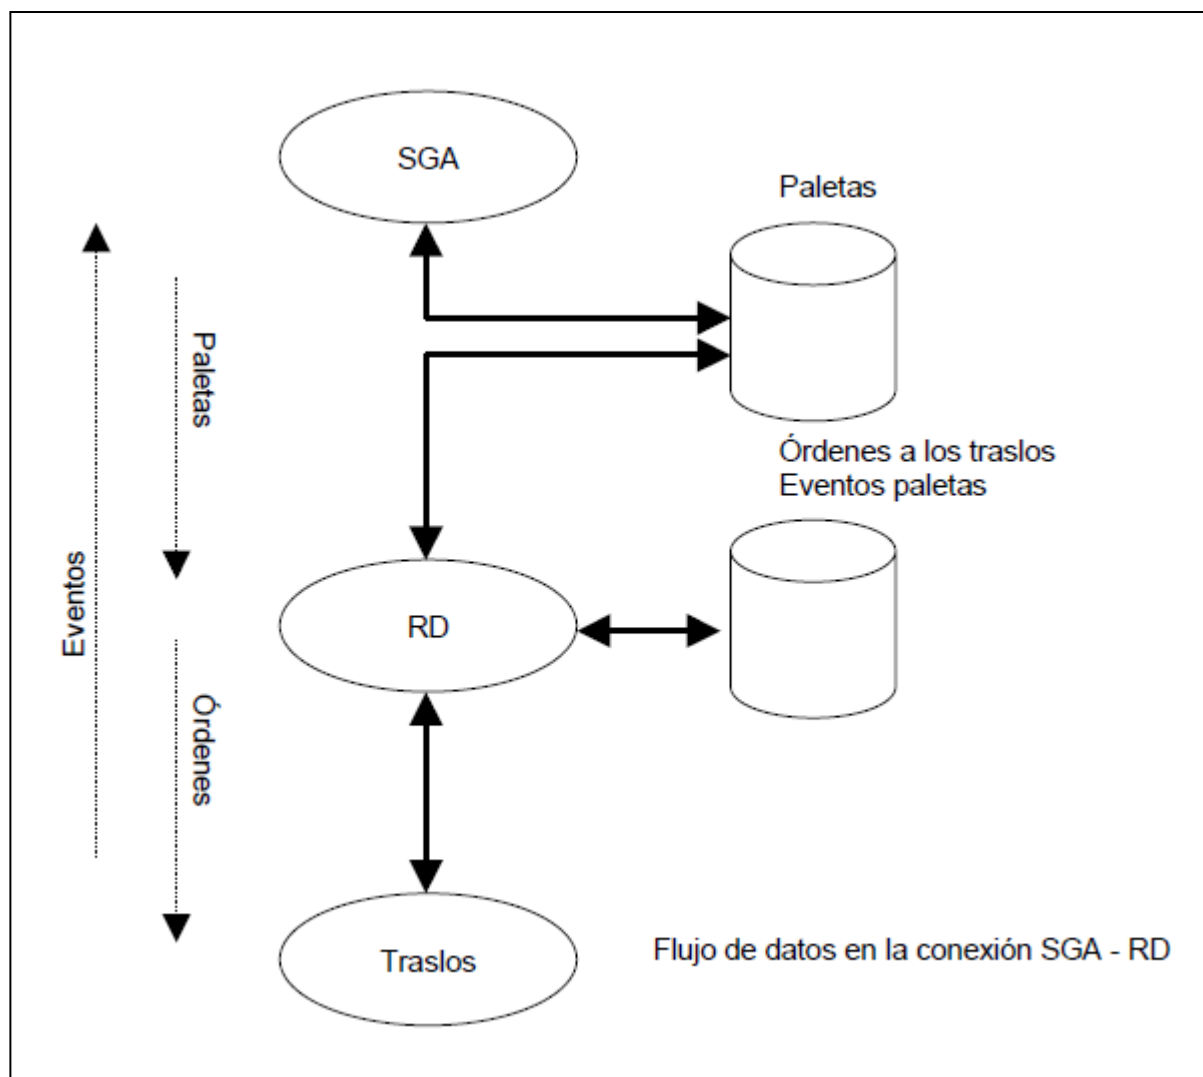 SGA
Paletas
Paletas
Órdenes a los traslos
Eventos paletas
Eventos
RD
Órdenes
Traslos
Flujo de datos en la conexión SGA - RD